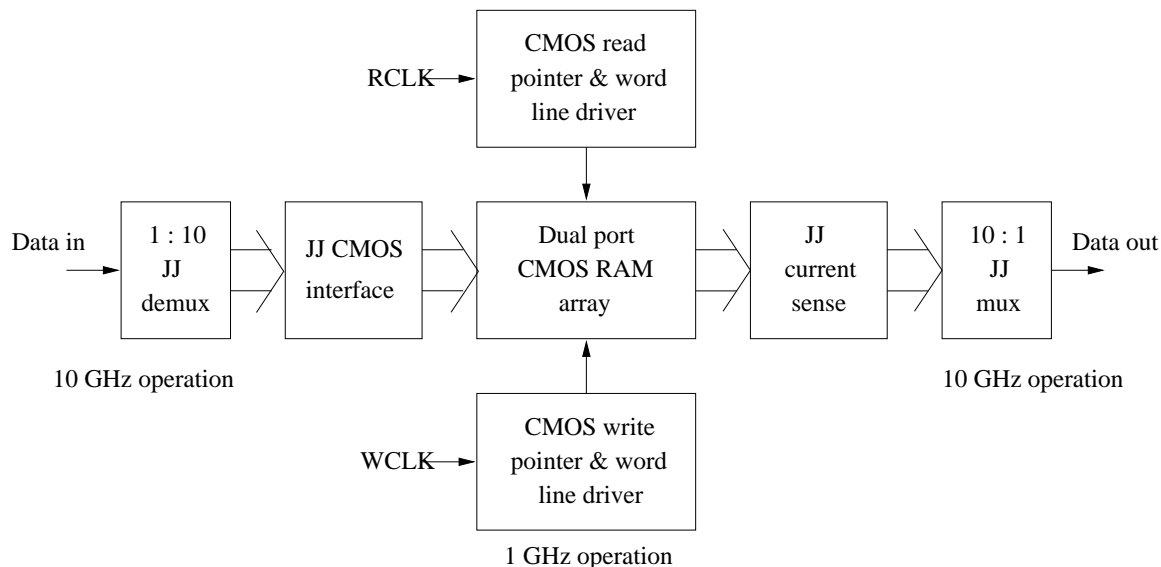 CMOS read
pointer & word
line driver
RCLK
Data in
1 : 10
JJ
demux
JJ CMOS
interface
Dual port
CMOS RAM
array
JJ
current
sense
10 : 1
JJ
mux
Data out
10 GHz operation
10 GHz operation
WCLK
CMOS write
pointer & word
line driver
1 GHz operation